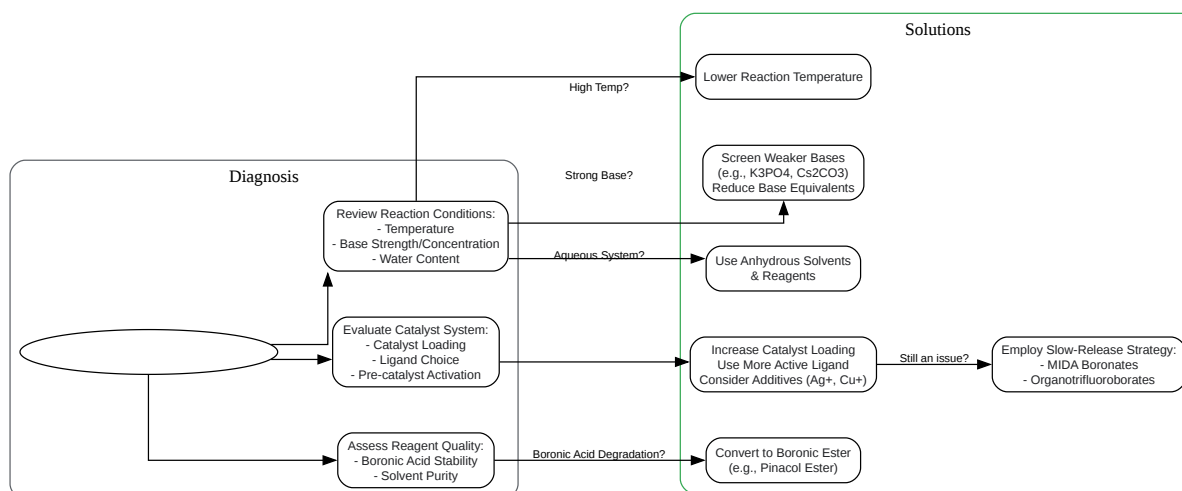 Solutions
Lower Reaction Temperature
High Temp?
Diagnosis
Strong Base?
Screen Weaker Bases
(e.g., K3PO4, Cs2CO3)
Reduce Base Equivalents
Review Reaction Conditions:
- Temperature
- Base Strength/Concentration
- Water Content
Aqueous System?
Use Anhydrous Solvents
& Reagents
Evaluate Catalyst System:
- Catalyst Loading
- Ligand Choice
- Pre-catalyst Activation
Increase Catalyst Loading
Use More Active Ligand
Consider Additives (Ag+, Cu+)
Still an issue?
Employ Slow-Release Strategy:
- MIDA Boronates
- Organotrifluoroborates
Assess Reagent Quality:
- Boronic Acid Stability
- Solvent Purity
Boronic Acid Degradation?
Convert to Boronic Ester
(e.g., Pinacol Ester)